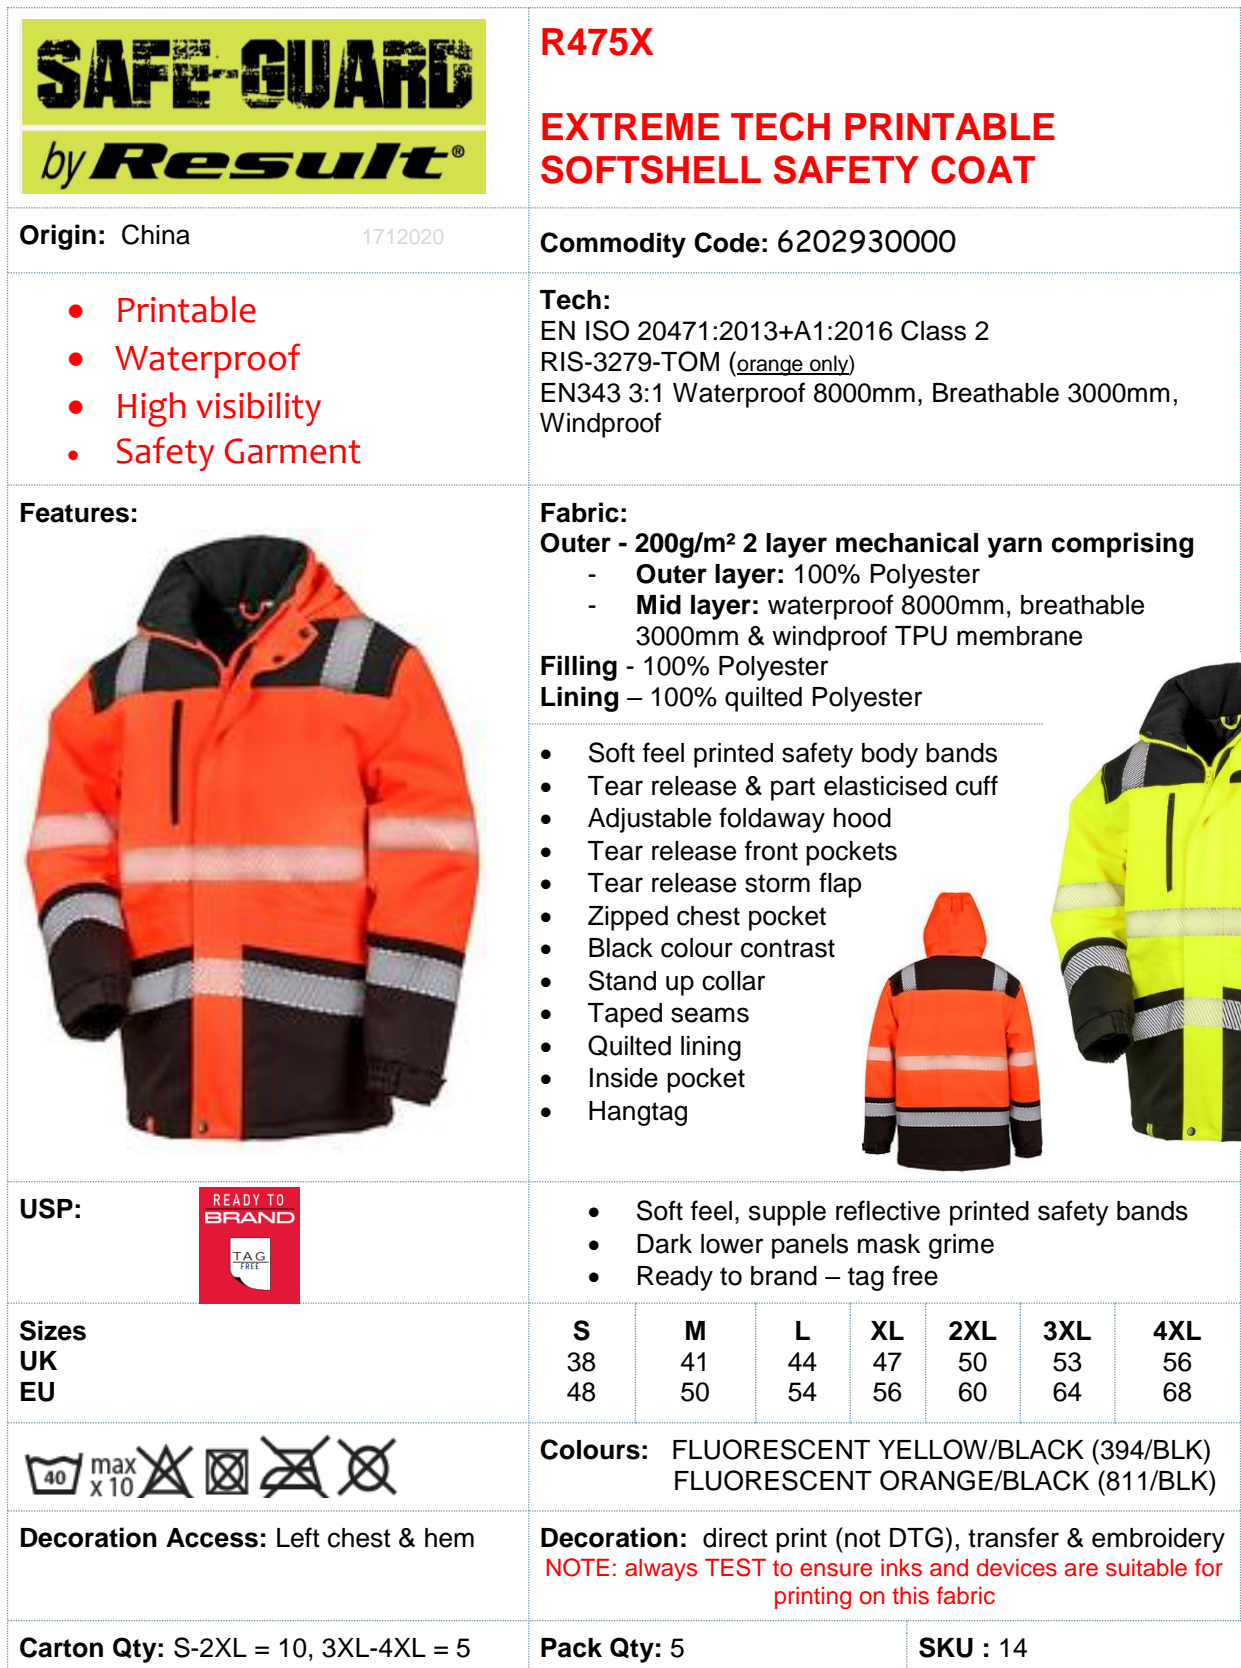 SAFE-GUARD
by Result®
R475X
EXTREME TECH PRINTABLE
SOFTSHELL SAFETY COAT
Origin: China 1712020
Commodity Code: 6202930000
• Printable
• Waterproof
• High visibility
• Safety Garment
Tech:
EN ISO 20471:2013+A1:2016 Class 2
RIS-3279-TOM (orange only)
EN343 3:1 Waterproof 8000mm, Breathable 3000mm,
Windproof
Features:
Fabric:
Outer - 200g/m² 2 layer mechanical yarn comprising
- Outer layer: 100% Polyester
- Mid layer: waterproof 8000mm, breathable
3000mm & windproof TPU membrane
Filling - 100% Polyester
Lining – 100% quilted Polyester
• Soft feel printed safety body bands
• Tear release & part elasticised cuff
• Adjustable foldaway hood
• Tear release front pockets
• Tear release storm flap
• Zipped chest pocket
• Black colour contrast
• Stand up collar
• Taped seams
• Quilted lining
• Inside pocket
• Hangtag
USP:
READY TO
BRAND
TAG
FREE
• Soft feel, supple reflective printed safety bands
• Dark lower panels mask grime
• Ready to brand – tag free
Sizes S M L XL 2XL 3XL 4XL
UK 38 41 44 47 50 53 56
EU 48 50 54 56 60 64 68
40 max
x 10
Colours: FLUORESCENT YELLOW/BLACK (394/BLK)
FLUORESCENT ORANGE/BLACK (811/BLK)
Decoration Access: Left chest & hem
Decoration: direct print (not DTG), transfer & embroidery
NOTE: always TEST to ensure inks and devices are suitable for
printing on this fabric
Carton Qty: S-2XL = 10, 3XL-4XL = 5
Pack Qty: 5
SKU : 14